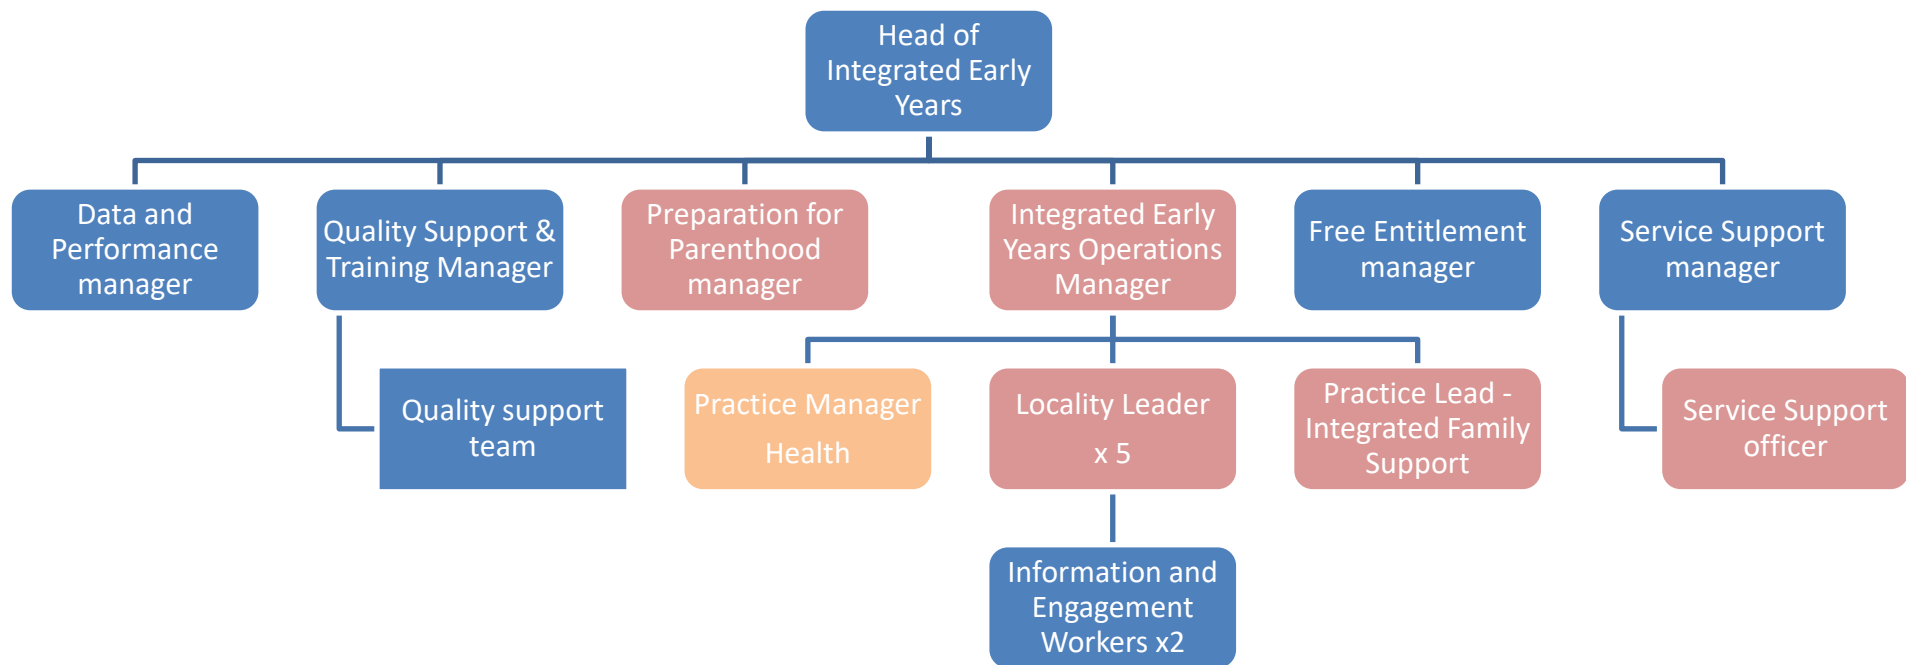 Head of
Integrated Early
Years
Data and
Performance
manager
Quality Support &
Training Manager
Preparation for
Parenthood
manager
Integrated Early
Years Operations
Manager
Free Entitlement
manager
Service Support
manager
Quality support
team
Practice Manager
Health
Locality Leader
x 5
Practice Lead -
Integrated Family
Support
Service Support
officer
Information and
Engagement
Workers x2